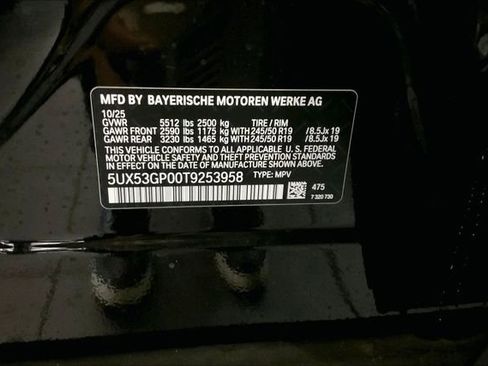 MFD BY BAYERISCHE MOTOREN WERKE AG
10/25
GVWR 5512 lbs 2500 kg TIRE / RIM
GAWR FRONT 2590 lbs 1175 kg WITH 245/50 R19 /8.5Jx 19
GAWR REAR 3230 lbs 1465 kg WITH 245/50 R19 /8.5Jx 19
THIS VEHICLE CONFORMS TO ALL APPLICABLE U. S. FEDERAL
MOTOR VEHICLE SAFETY, BUMPER, AND THEFT PREVENTION STANDARDS
IN EFFECT ON THE DATE OF MANUFACTURE SHOWN ABOVE.
5UX53GP00T9253958 TYPE: MPV
475
7 320 730